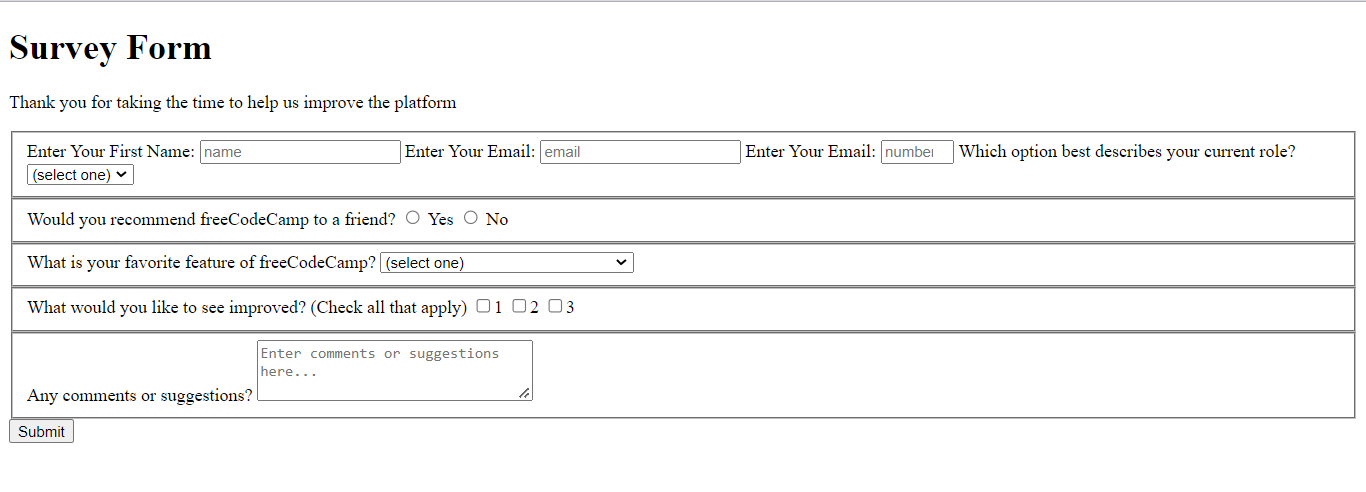 Survey Form
Thank you for taking the time to help us improve the platform
Enter Your First Name: name Enter Your Email: email Enter Your Email: number Which option best describes your current role?
(select one)
Would you recommend freeCodeCamp to a friend? Yes No
What is your favorite feature of freeCodeCamp? (select one)
What would you like to see improved? (Check all that apply) 1 2 3
Enter comments or suggestions
here...
Any comments or suggestions?
Submit